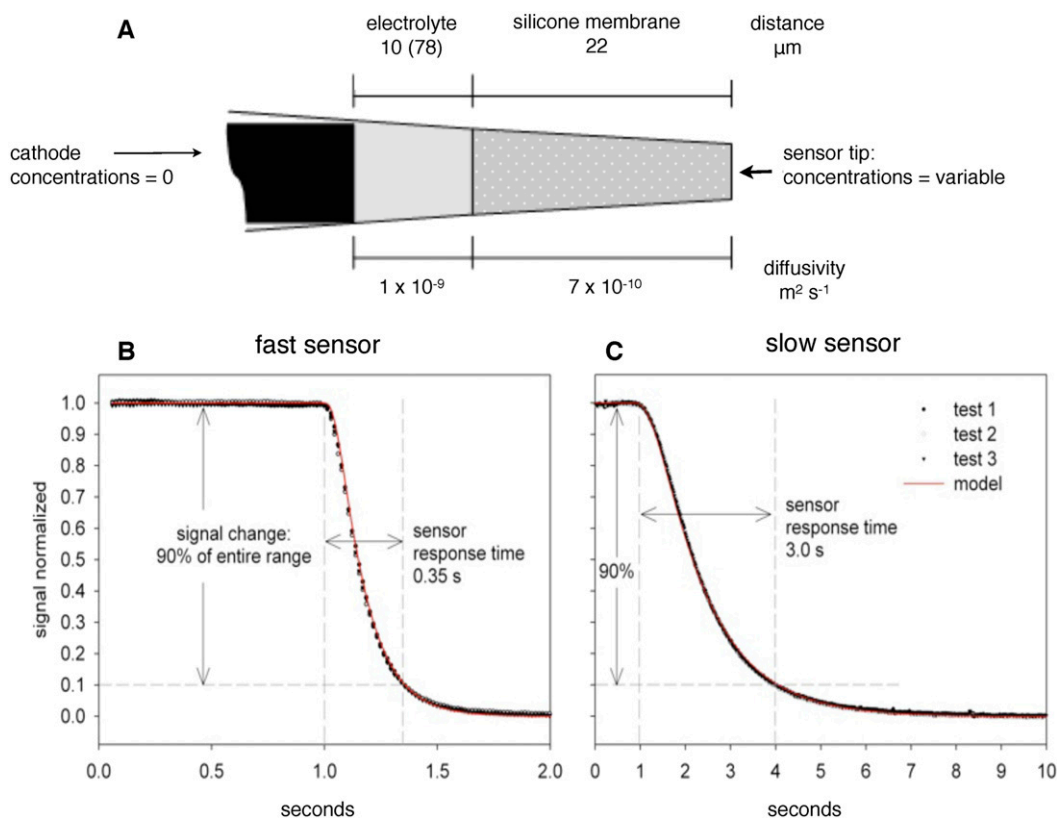 A
electrolyte
10 (78)
silicone membrane
22
distance
µm
cathode
concentrations = 0
sensor tip:
concentrations = variable
1 x 10⁻⁹
7 x 10⁻¹⁰
diffusivity
m² s⁻¹
B
fast sensor
signal normalized
1.0
0.9
0.8
0.7
0.6
0.5
0.4
0.3
0.2
0.1
0.0
signal change:
90% of entire range
sensor
response time
0.35 s
0.0
0.5
1.0
1.5
2.0
seconds
C
slow sensor
test 1
test 2
test 3
model
sensor
response time
3.0 s
90%
0
1
2
3
4
5
6
7
8
9
10
seconds